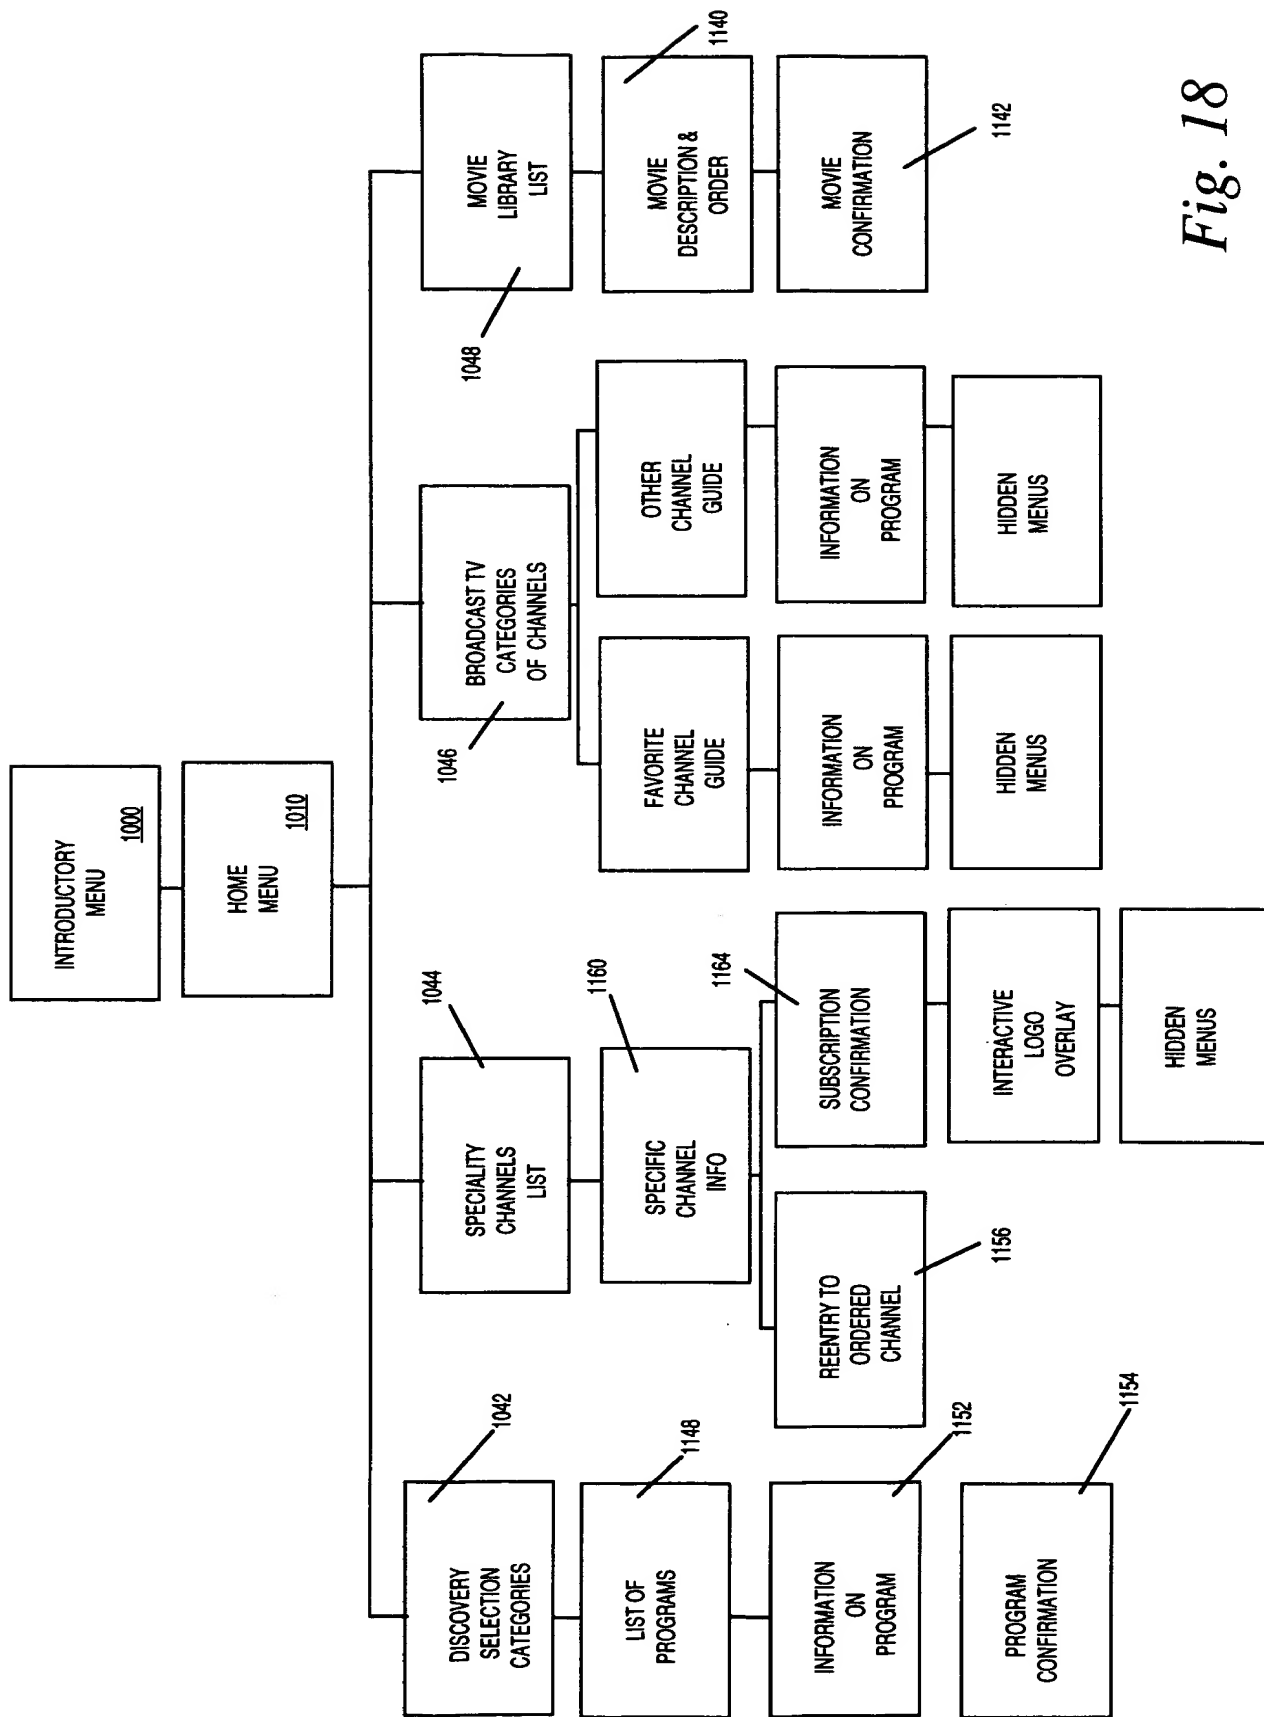 INTRODUCTORY
MENU
1000
HOME
MENU
1010
DISCOVERY
SELECTION
CATEGORIES
1042
LIST OF
PROGRAMS
1148
INFORMATION
ON
PROGRAM
1152
PROGRAM
CONFIRMATION
1154
SPECIALITY
CHANNELS
LIST
1044
SPECIFIC
CHANNEL
INFO
1160
REENTRY TO
ORDERED
CHANNEL
1156
SUBSCRIPTION
CONFIRMATION
1164
INTERACTIVE
LOGO
OVERLAY
HIDDEN
MENUS
BROADCAST TV
CATEGORIES
OF CHANNELS
1046
FAVORITE
CHANNEL
GUIDE
INFORMATION
ON
PROGRAM
HIDDEN
MENUS
OTHER
CHANNEL
GUIDE
INFORMATION
ON
PROGRAM
HIDDEN
MENUS
MOVIE
LIBRARY
LIST
1048
MOVIE
DESCRIPTION &
ORDER
1140
MOVIE
CONFIRMATION
1142
Fig. 18